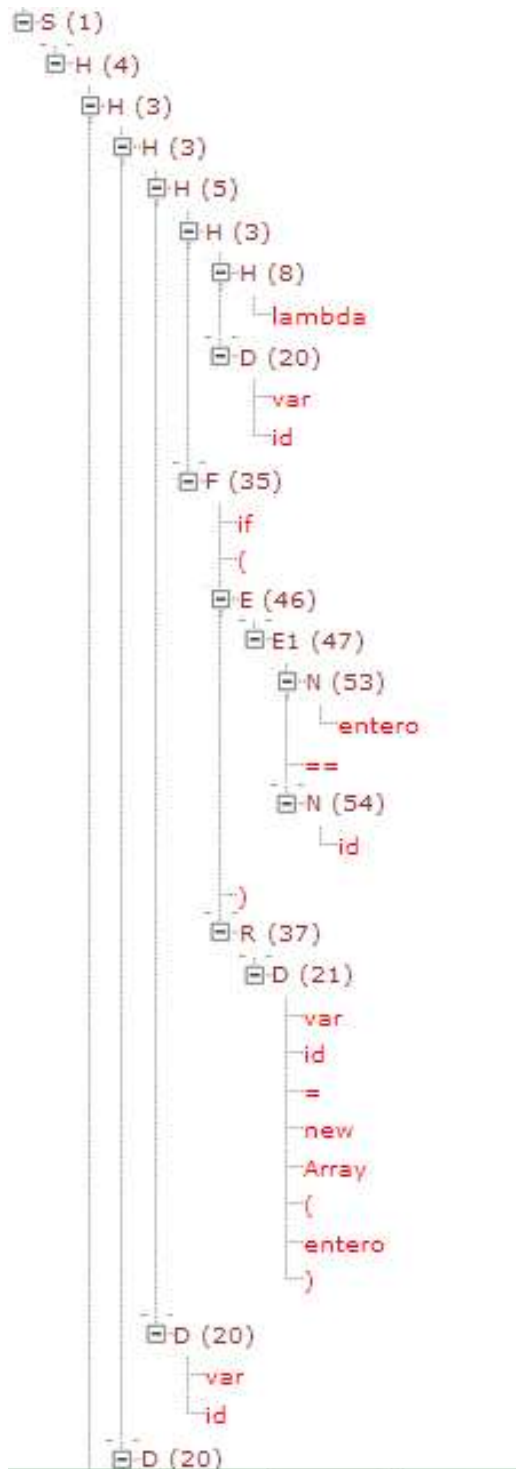 S (1)
H (4)
H (3)
H (3)
H (5)
H (3)
H (8)
lambda
D (20)
var
id
F (35)
if
(
E (46)
E1 (47)
N (53)
entero
==
N (54)
id
)
R (37)
D (21)
var
id
=
new
Array
(
entero
)
D (20)
var
id
D (20)